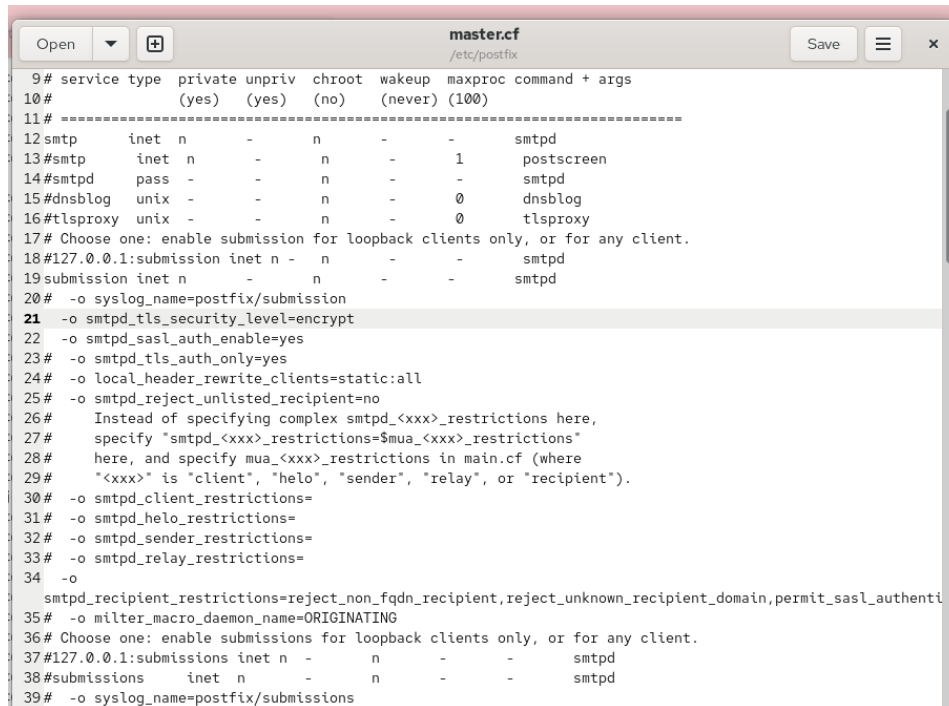 Open
master.cf
/etc/postfix
Save
9 # service type  private unpriv  chroot  wakeup  maxproc command + args
10 #               (yes)   (yes)   (no)    (never) (100)
11 # ==========================================================================
12 smtp      inet  n       -       n       -       -       smtpd
13 #smtp      inet  n       -       n       -       1       postscreen
14 #smtpd     pass  -       -       n       -       -       smtpd
15 #dnsblog   unix  -       -       n       -       0       dnsblog
16 #tlsproxy  unix  -       -       n       -       0       tlsproxy
17 # Choose one: enable submission for loopback clients only, or for any client.
18 #127.0.0.1:submission inet n -   n       -       -       smtpd
19 submission inet n       -       n       -       -       smtpd
20 #  -o syslog_name=postfix/submission
21   -o smtpd_tls_security_level=encrypt
22   -o smtpd_sasl_auth_enable=yes
23 #  -o smtpd_tls_auth_only=yes
24 #  -o local_header_rewrite_clients=static:all
25 #  -o smtpd_reject_unlisted_recipient=no
26 #     Instead of specifying complex smtpd_<xxx>_restrictions here,
27 #     specify "smtpd_<xxx>_restrictions=$mua_<xxx>_restrictions"
28 #     here, and specify mua_<xxx>_restrictions in main.cf (where
29 #     "<xxx>" is "client", "helo", "sender", "relay", or "recipient").
30 #  -o smtpd_client_restrictions=
31 #  -o smtpd_helo_restrictions=
32 #  -o smtpd_sender_restrictions=
33 #  -o smtpd_relay_restrictions=
34   -o
smtpd_recipient_restrictions=reject_non_fqdn_recipient,reject_unknown_recipient_domain,permit_sasl_authenti
35 #  -o milter_macro_daemon_name=ORIGINATING
36 # Choose one: enable submissions for loopback clients only, or for any client.
37 #127.0.0.1:submissions inet n  -       n       -       -       smtpd
38 #submissions     inet  n       -       n       -       -       smtpd
39 #  -o syslog_name=postfix/submissions